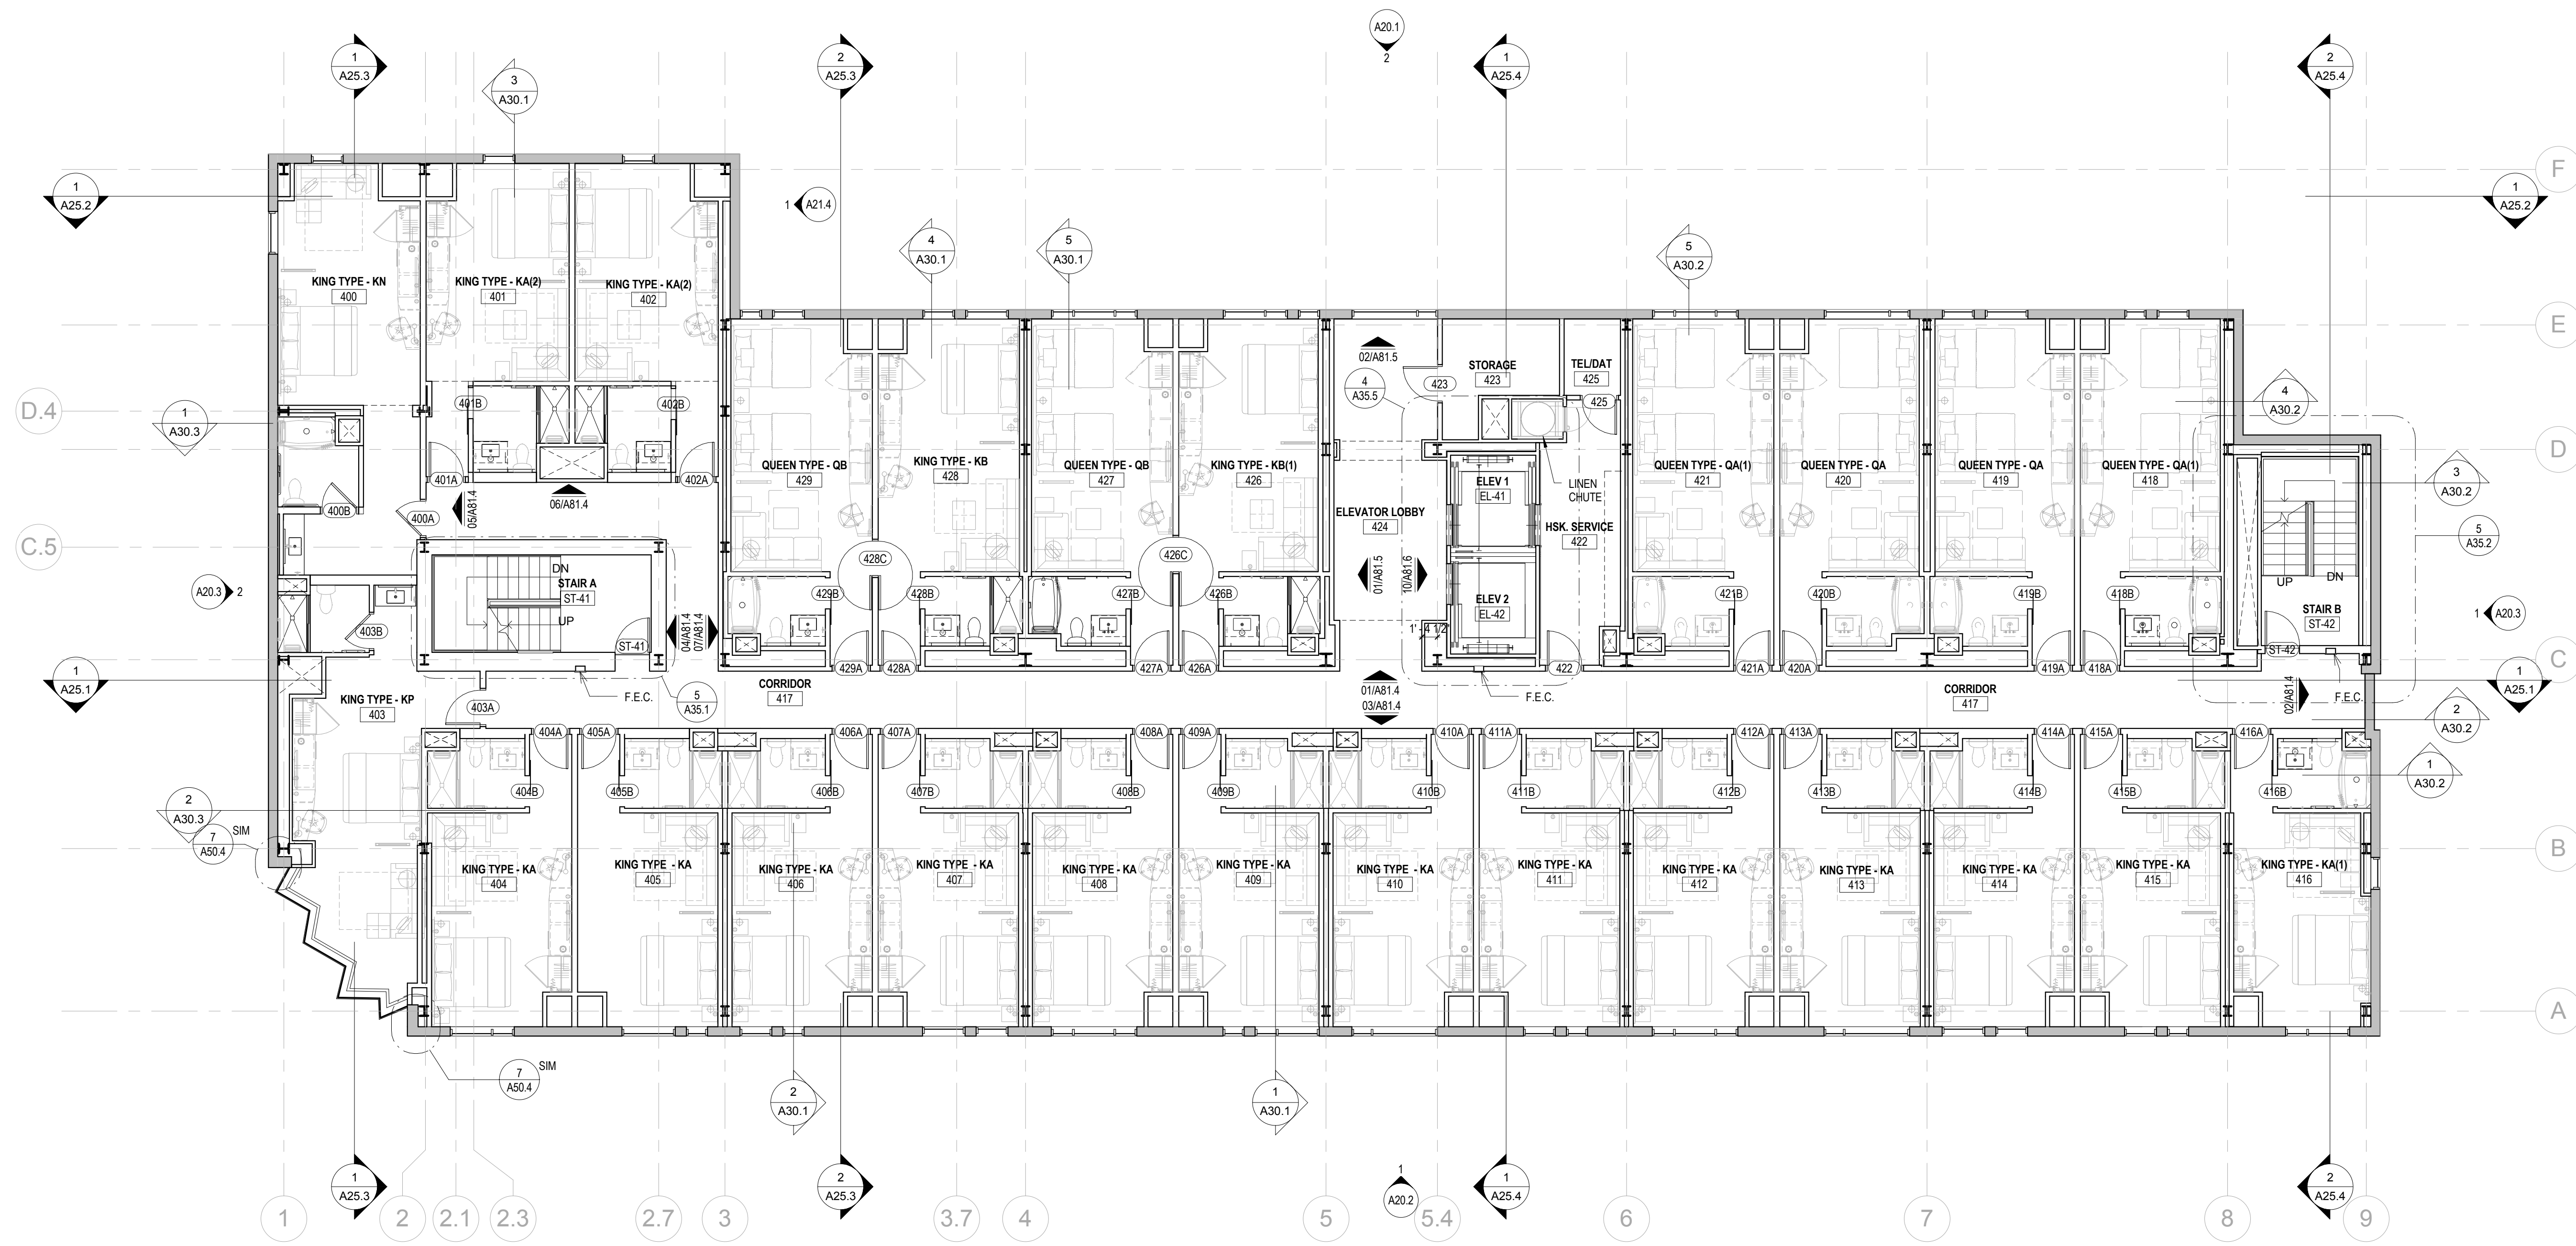 A20.1
2
1
A25.3
3
A30.1
2
A25.3
1
A25.4
2
A25.4
F
1
A25.2
1
A21.4
1
A25.2
4
A30.1
5
A30.1
5
A30.2
KING TYPE - KN
400
KING TYPE - KA(2)
401
KING TYPE - KA(2)
402
E
02/A81.5
4
A35.5
423
STORAGE
423
TEL/DAT
425
425
D.4
1
A30.3
401B
402B
4
A30.2
D
QUEEN TYPE - QB
429
KING TYPE - KB
428
QUEEN TYPE - QB
427
KING TYPE - KB(1)
426
QUEEN TYPE - QA(1)
421
QUEEN TYPE - QA
420
QUEEN TYPE - QA
419
QUEEN TYPE - QA(1)
418
3
A30.2
401A
402A
ELEV 1
EL-41
LINEN
CHUTE
400B
400A
05/A81.4
06/A81.4
ELEVATOR LOBBY
424
HSK. SERVICE
422
C.5
5
A35.2
428C
426C
DN
STAIR A
ST-41
UP
01/A81.5
10/A81.6
UP
DN
A20.3
2
429B
428B
427B
426B
ELEV 2
EL-42
421B
420B
419B
418B
STAIR B
ST-42
1
A20.3
403B
04/A81.4
07/A81.4
1' - 4 1/2"
ST-41
429A
428A
427A
426A
422
421A
420A
419A
418A
ST-42
C
1
A25.1
KING TYPE - KP
403
403A
F.E.C.
5
A35.1
CORRIDOR
417
01/A81.4
03/A81.4
F.E.C.
CORRIDOR
417
02/A81.4
F.E.C.
1
A25.1
2
A30.2
404A
405A
406A
407A
408A
409A
410A
411A
412A
413A
414A
415A
416A
1
A30.2
404B
405B
406B
407B
408B
409B
410B
411B
412B
413B
414B
415B
416B
2
A30.3
7
A50.4
SIM
B
KING TYPE - KA
404
KING TYPE - KA
405
KING TYPE - KA
406
KING TYPE - KA
407
KING TYPE - KA
408
KING TYPE - KA
409
KING TYPE - KA
410
KING TYPE - KA
411
KING TYPE - KA
412
KING TYPE - KA
413
KING TYPE - KA
414
KING TYPE - KA
415
KING TYPE - KA(1)
416
A
7
A50.4
SIM
2
A30.1
1
A30.1
1
A25.3
2
A25.3
1
A20.2
1
A25.4
2
A25.4
1
2
2.1
2.3
2.7
3
3.7
4
5
5.4
6
7
8
9